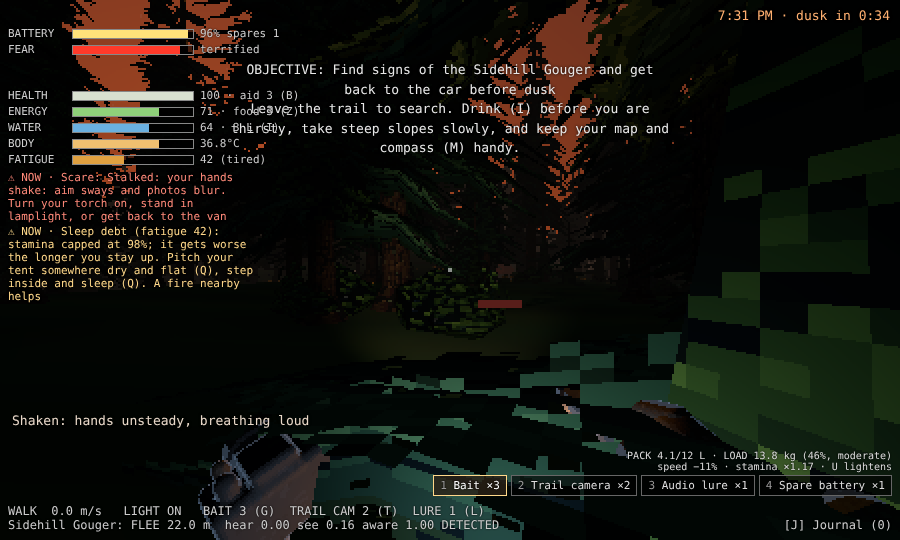 7:31 PM · dusk in 0:34
BATTERY 96% spares 1
FEAR terrified
OBJECTIVE: Find signs of the Sidehill Gouger and get
back to the car before dusk
Leave the trail to search. Drink (I) before you are
thirsty, take steep slopes slowly, and keep your map and
compass (M) handy.
HEALTH 100 · aid 3 (B)
ENERGY 71 · food
WATER 64 ·
BODY 36.8°C
FATIGUE 42 (tired)
⚠ NOW · Scare: Stalked: your hands
shake: aim sways and photos blur.
Turn your torch on, stand in
lamplight, or get back to the van
⚠ NOW · Sleep debt (fatigue 42):
stamina capped at 98%; it gets worse
the longer you stay up. Pitch your
tent somewhere dry and flat (Q), step
inside and sleep (Q). A fire nearby
helps
Shaken: hands unsteady, breathing loud
PACK 4.1/12 L · LOAD 13.8 kg (46%, moderate)
speed −11% · stamina ×1.17 · U lightens
1 Bait ×3 2 Trail camera ×2 3 Audio lure ×1 4 Spare battery ×1
WALK 0.0 m/s LIGHT ON BAIT 3 (G) TRAIL CAM 2 (T) LURE 1 (L)
Sidehill Gouger: FLEE 22.0 m hear 0.00 see 0.16 aware 1.00 DETECTED
[J] Journal (0)